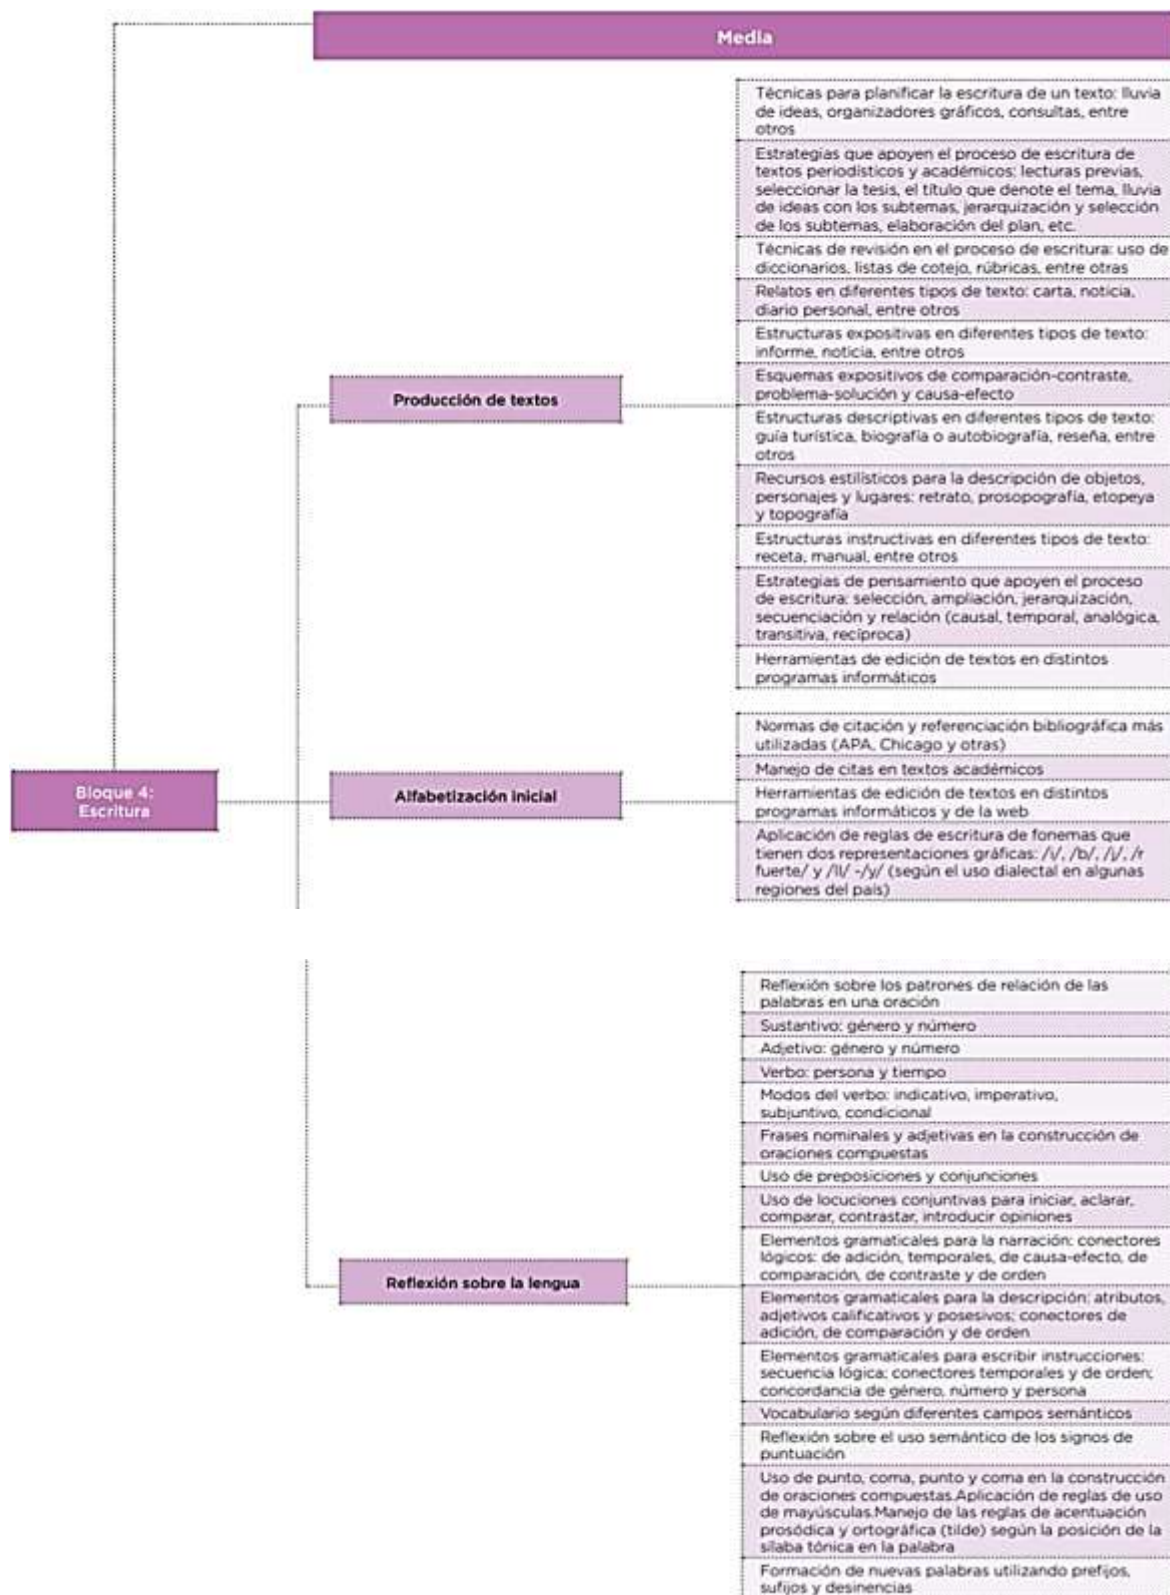 Media
Técnicas para planificar la escritura de un texto: lluvia
de ideas, organizadores gráficos, consultas, entre
otros
Estrategias que apoyen el proceso de escritura de
textos periodísticos y académicos: lecturas previas,
seleccionar la tesis, el título que denote el tema, lluvia
de ideas con los subtemas, jerarquización y selección
de los subtemas, elaboración del plan, etc.
Técnicas de revisión en el proceso de escritura: uso de
diccionarios, listas de cotejo, rúbricas, entre otras
Relatos en diferentes tipos de texto: carta, noticia,
diario personal, entre otros
Estructuras expositivas en diferentes tipos de texto:
informe, noticia, entre otros
Producción de textos
Esquemas expositivos de comparación-contraste,
problema-solución y causa-efecto
Estructuras descriptivas en diferentes tipos de texto:
guía turística, biografía o autobiografía, reseña, entre
otros
Recursos estilísticos para la descripción de objetos,
personajes y lugares: retrato, prosopografía, etopeya
y topografía
Estructuras instructivas en diferentes tipos de texto:
receta, manual, entre otros
Estrategias de pensamiento que apoyen el proceso
de escritura: selección, ampliación, jerarquización,
secuenciación y relación (causal, temporal, analógica,
transitiva, recíproca)
Herramientas de edición de textos en distintos
programas informáticos
Bloque 4:
Escritura
Alfabetización inicial
Normas de citación y referenciación bibliográfica más
utilizadas (APA, Chicago y otras)
Manejo de citas en textos académicos
Herramientas de edición de textos en distintos
programas informáticos y de la web
Aplicación de reglas de escritura de fonemas que
tienen dos representaciones gráficas: /i/, /b/, /j/, /r
fuerte/ y /ll/ -/y/ (según el uso dialectal en algunas
regiones del país)
Reflexión sobre la lengua
Reflexión sobre los patrones de relación de las
palabras en una oración
Sustantivo: género y número
Adjetivo: género y número
Verbo: persona y tiempo
Modos del verbo: indicativo, imperativo,
subjuntivo, condicional
Frases nominales y adjetivas en la construcción de
oraciones compuestas
Uso de preposiciones y conjunciones
Uso de locuciones conjuntivas para iniciar, aclarar,
comparar, contrastar, introducir opiniones
Elementos gramaticales para la narración: conectores
lógicos: de adición, temporales, de causa-efecto, de
comparación, de contraste y de orden
Elementos gramaticales para la descripción: atributos,
adjetivos calificativos y posesivos; conectores de
adición, de comparación y de orden
Elementos gramaticales para escribir instrucciones:
secuencia lógica; conectores temporales y de orden;
concordancia de género, número y persona
Vocabulario según diferentes campos semánticos
Reflexión sobre el uso semántico de los signos de
puntuación
Uso de punto, coma, punto y coma en la construcción
de oraciones compuestas.Aplicación de reglas de uso
de mayúsculas.Manejo de las reglas de acentuación
prosódica y ortográfica (tilde) según la posición de la
sílaba tónica en la palabra
Formación de nuevas palabras utilizando prefijos,
sufijos y desinencias